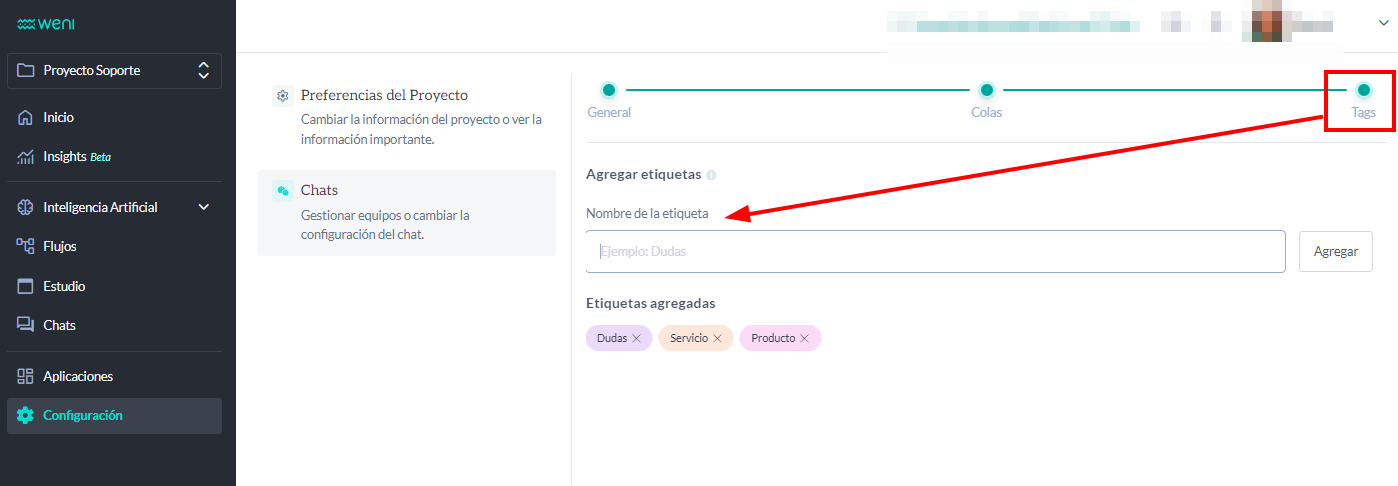 weni
Proyecto Soporte
Inicio
Insights Beta
Inteligencia Artificial
Flujos
Estudio
Chats
Aplicaciones
Configuración
Preferencias del Proyecto
Cambiar la información del proyecto o ver la
información importante.
Chats
Gestionar equipos o cambiar la
configuración del chat.
General
Colas
Tags
Agregar etiquetas
Nombre de la etiqueta
Ejemplo: Dudas
Agregar
Etiquetas agregadas
Dudas
Servicio
Producto